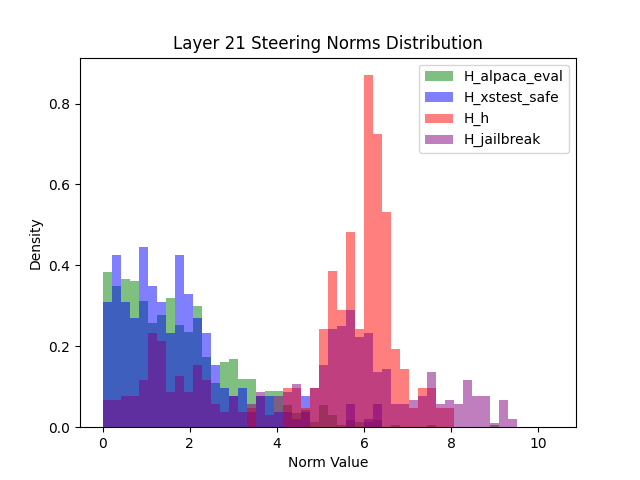 Layer 21 Steering Norms Distribution
H_alpaca_eval
H_xstest_safe
H_h
H_jailbreak
Density
0.8
0.6
0.4
0.2
0.0
0 2 4 6 8 10
Norm Value